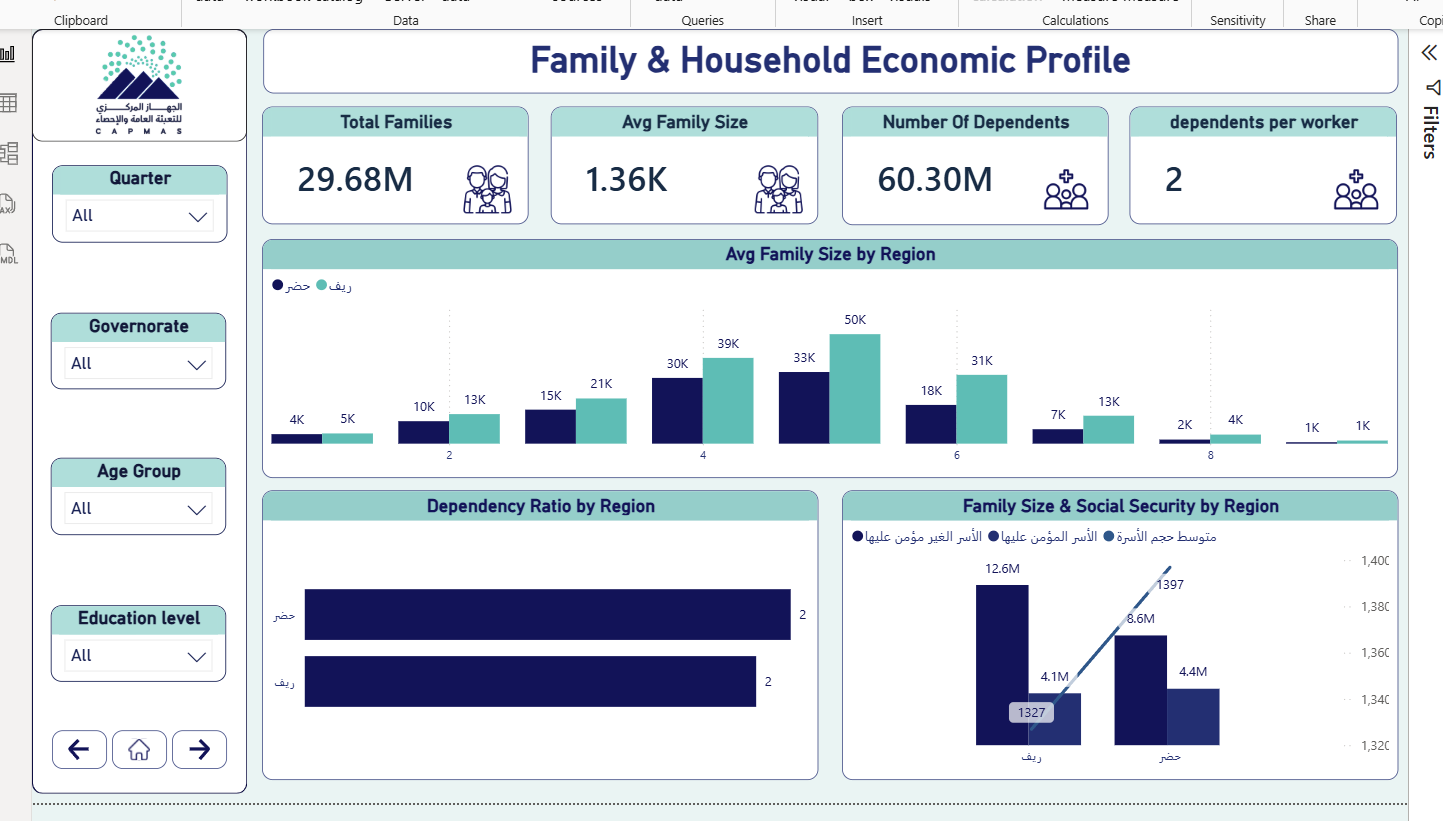 Clipboard
Data
Queries
Insert
Calculations
Sensitivity
Share
الجهاز المركزي
للتعبئة العامة والإحصاء
C A P M A S
Family & Household Economic Profile
Total Families
29.68M
Avg Family Size
1.36K
Number Of Dependents
60.30M
dependents per worker
2
Filters
Quarter
All
Governorate
All
Age Group
All
Education level
All
Avg Family Size by Region
حضر ريف
4K 5K 10K 13K 15K 21K 30K 39K 33K 50K 18K 31K 7K 13K 2K 4K 1K 1K
2 4 6 8
Dependency Ratio by Region
حضر 2
ريف 2
Family Size & Social Security by Region
الأسر الغير مؤمن عليها الأسر المؤمن عليها متوسط حجم الأسرة
12.6M
4.1M
8.6M
4.4M
1327
1397
1,400
1,380
1,360
1,340
1,320
ريف حضر